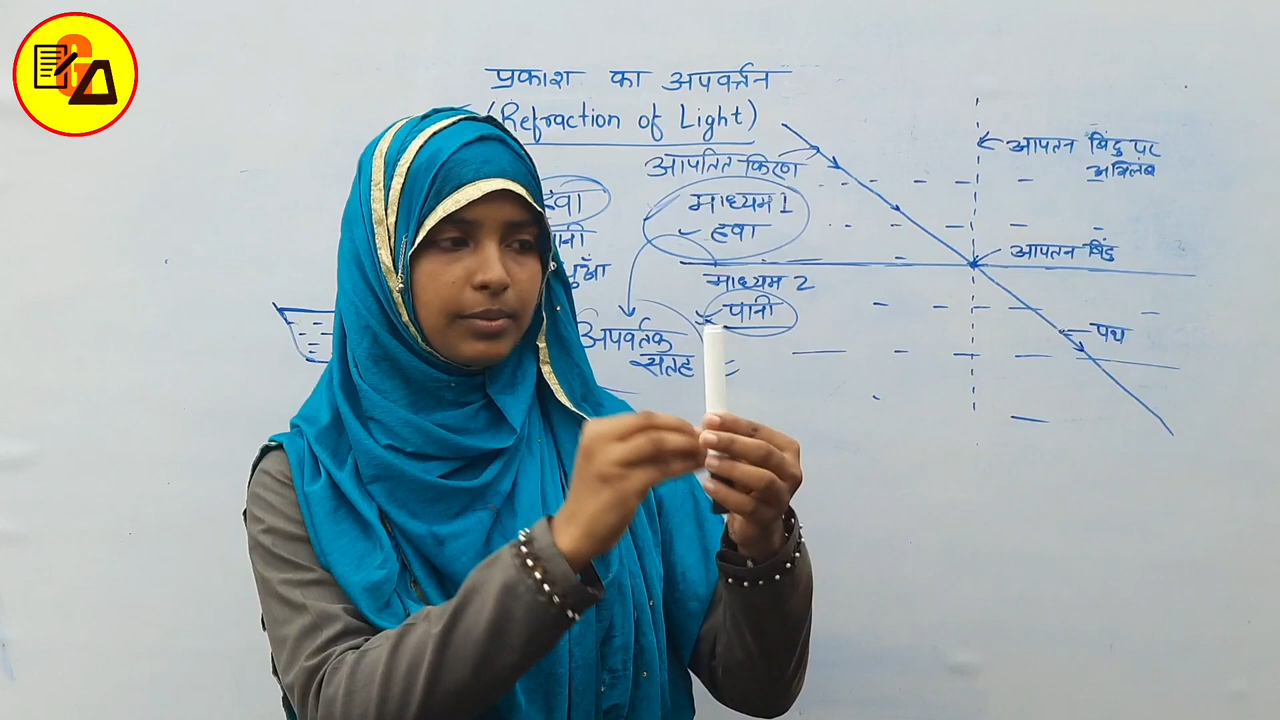 प्रकाश का अपवर्त्तन
(Refraction of Light)
आपतित किरण
माध्यम 1
हवा
माध्यम 2
पानी
अपवर्तक
सतह
हवा
आपतन बिंदु पर
अभिलंब
आपतन बिंदु
पथ